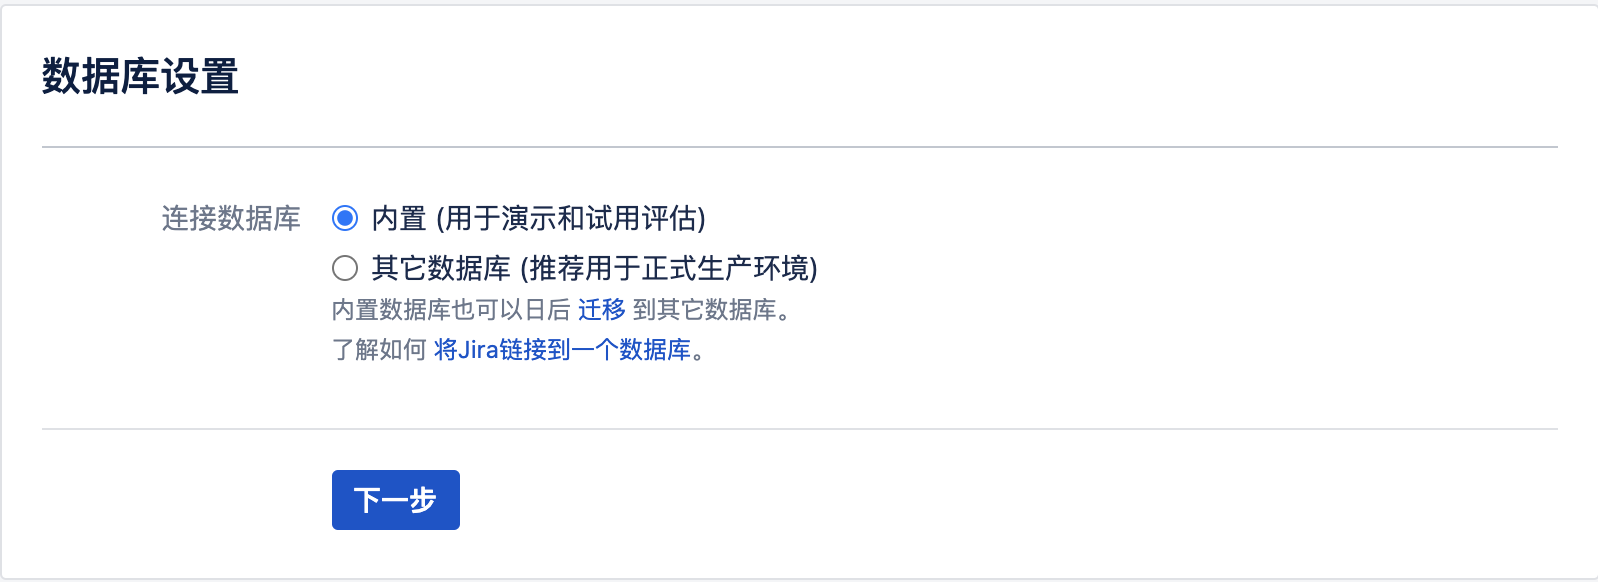 数据库设置
连接数据库
内置 (用于演示和试用评估)
其它数据库 (推荐用于正式生产环境)
内置数据库也可以日后 迁移 到其它数据库。
了解如何 将Jira链接到一个数据库。
下一步